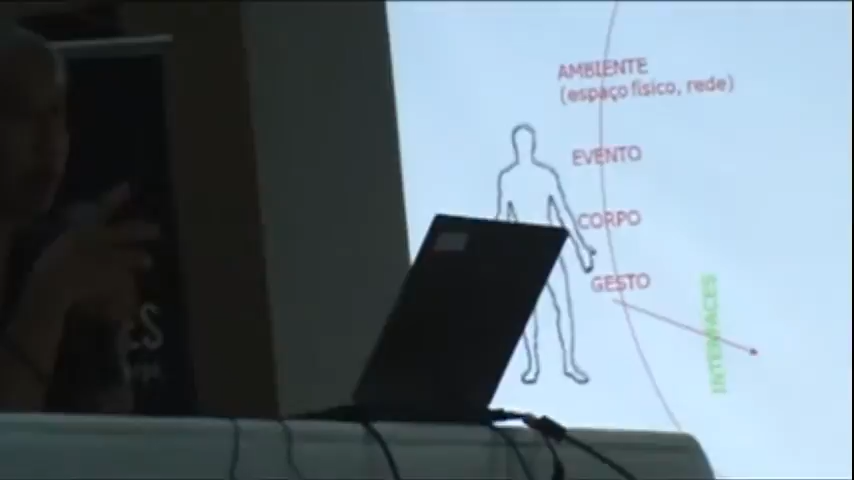 AMBIENTE
(espaço físico, rede)
EVENTO
CORPO
GESTO
INTERFACES